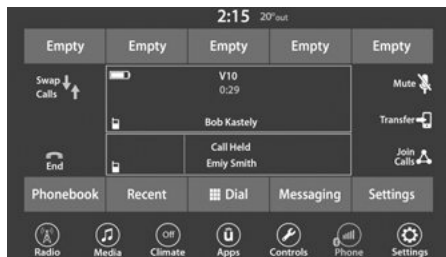 2:15 20°out
Empty Empty Empty Empty Empty
Swap Calls
V10
0:29
Bob Kastely
Mute
Transfer
Call Held
Emiy Smith
End
Join Calls
Phonebook Recent Dial Messaging Settings
Off
Radio Media Climate Apps Controls Phone Settings